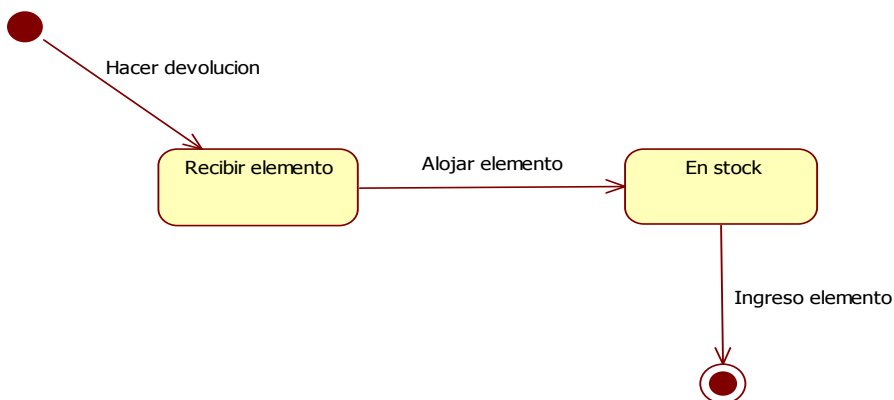 Hacer devolucion
Recibir elemento
Alojar elemento
En stock
Ingreso elemento